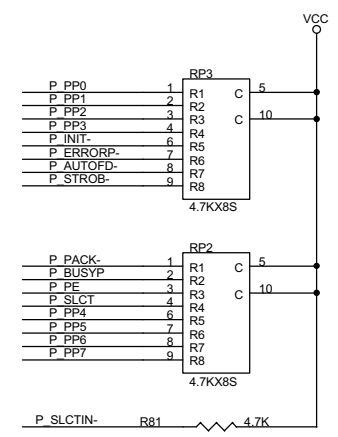 VCC
RP3
P_PP0 1 R1 C 5
P_PP1 2 R2
P_PP2 3 R3 C 10
P_PP3 4 R4
P_INIT- 6 R5
P_ERRORP- 7 R6
P_AUTOFD- 8 R7
P_STROB- 9 R8
4.7KX8S
RP2
P_PACK- 1 R1 C 5
P_BUSYP 2 R2
P_PE 3 R3 C 10
P_SLCT 4 R4
P_PP4 6 R5
P_PP5 7 R6
P_PP6 8 R7
P_PP7 9 R8
4.7KX8S
P_SLCTIN- R81 4.7K